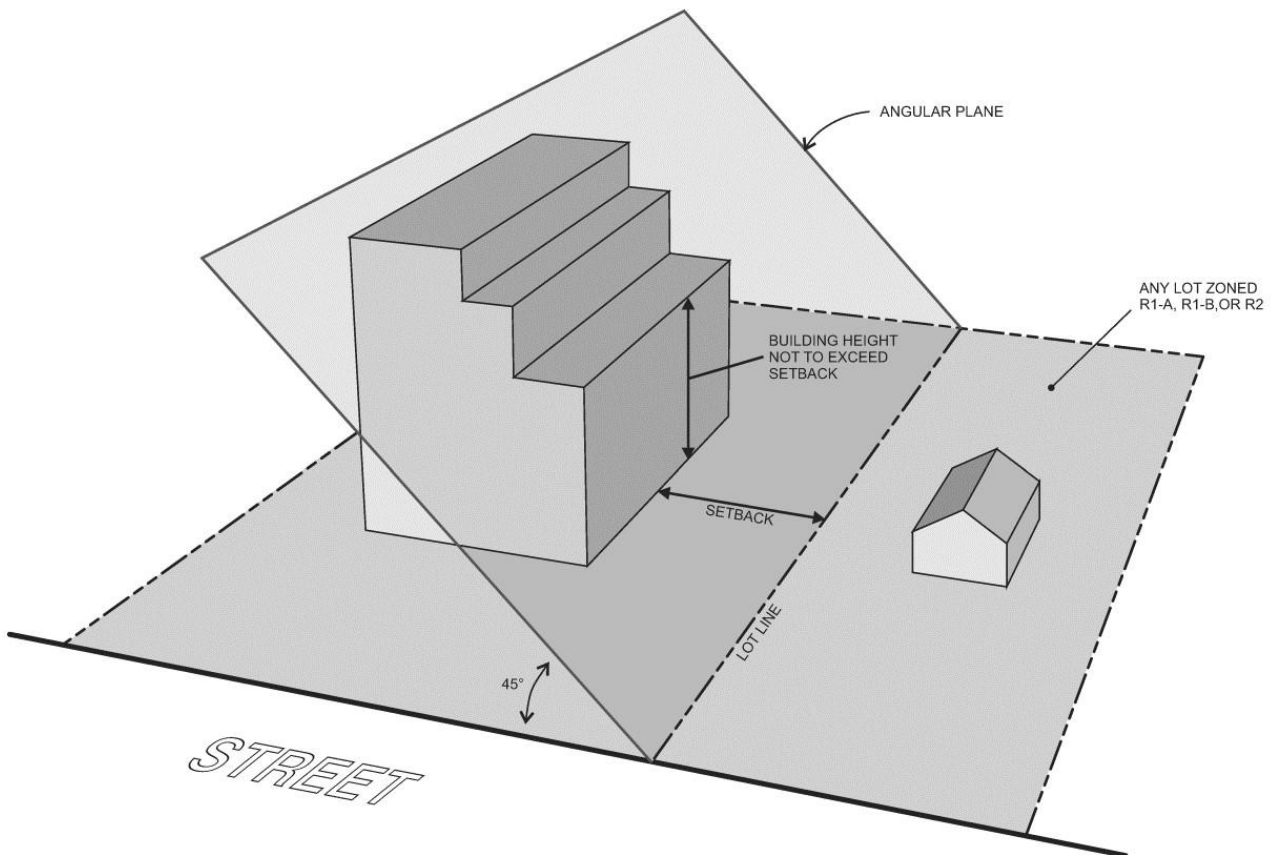 ANGULAR PLANE
ANY LOT ZONED
R1-A, R1-B,OR R2
BUILDING HEIGHT
NOT TO EXCEED
SETBACK
SETBACK
LOT LINE
45°
STREET